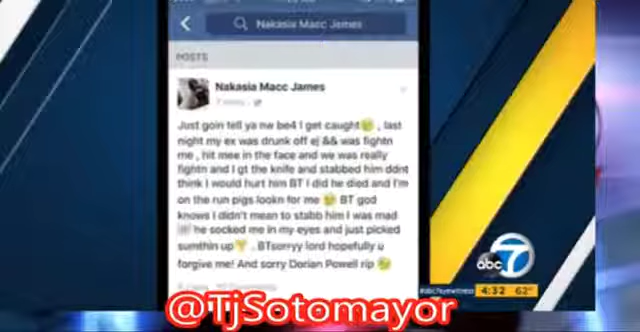 Nakasia Macc James
POSTS
Nakasia Macc James
Just goin tell ya nw be4 I get caught , last
night my ex was drunk off ej && was fightn
me , hit mee in the face and we was really
fightn and I gt the knife and stabbed him ddnt
think I would hurt him BT I did he died and I'm
on the run pigs lookn for me BT god
knows I didn't mean to stabb him I was mad
he socked me in my eyes and just picked
sumthin up . BTsorryy lord hopefully u
forgive me! And sorry Dorian Powell rip
abc 7
#abc7eyewitness 4:32 62°
@TjSotomayor